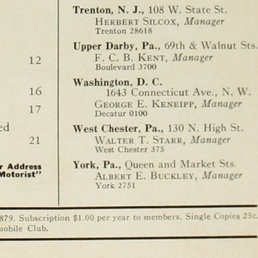 Trenton, N. J., 108 W. State St.
Herbert Silcox, Manager
Trenton 28618
Upper Darby, Pa., 69th & Walnut Sts.
F. C. B. Kent, Manager
Boulevard 3700
12
Washington, D. C.
1643 Connecticut Ave., N. W.
16
George E. Keneipp, Manager
17
Decatur 0100
West Chester, Pa., 130 N. High St.
ed
Walter T. Starr, Manager
21
West Chester 375
York, Pa., Queen and Market Sts.
r Address
Albert E. Buckley, Manager
Motorist"
York 2751
879. Subscription $1.00 per year to members. Single Copies 25c.
mobile Club.